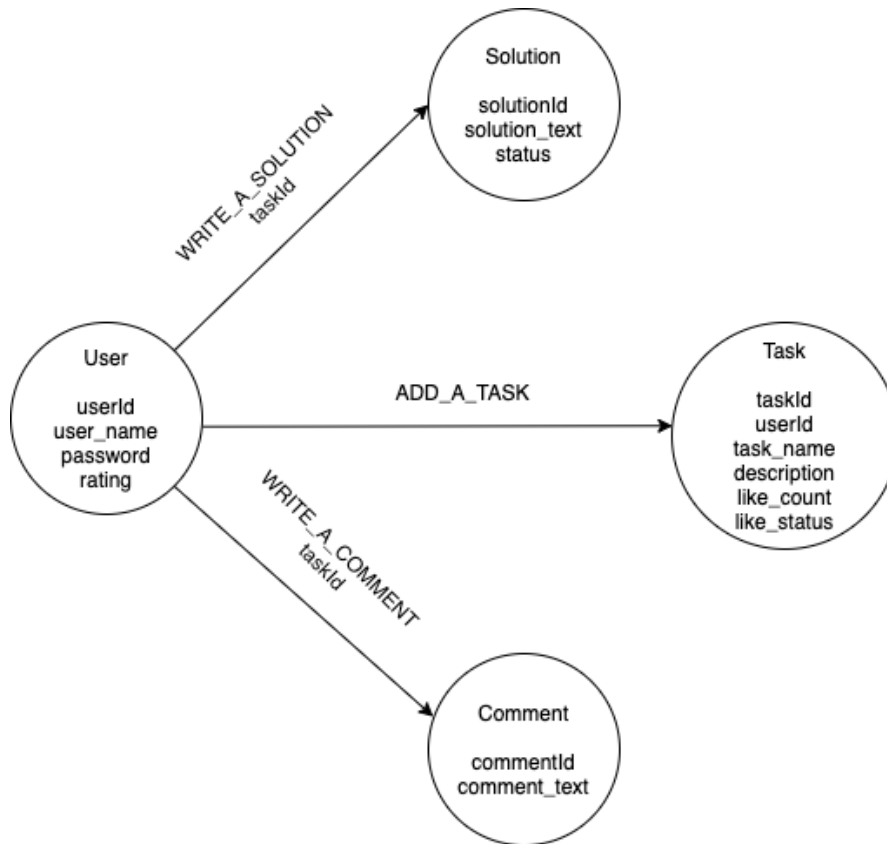 Solution
solutionId
solution_text
status
WRITE_A_SOLUTION
taskId
User
userId
user_name
password
rating
ADD_A_TASK
Task
taskId
userId
task_name
description
like_count
like_status
WRITE_A_COMMENT
taskId
Comment
commentId
comment_text